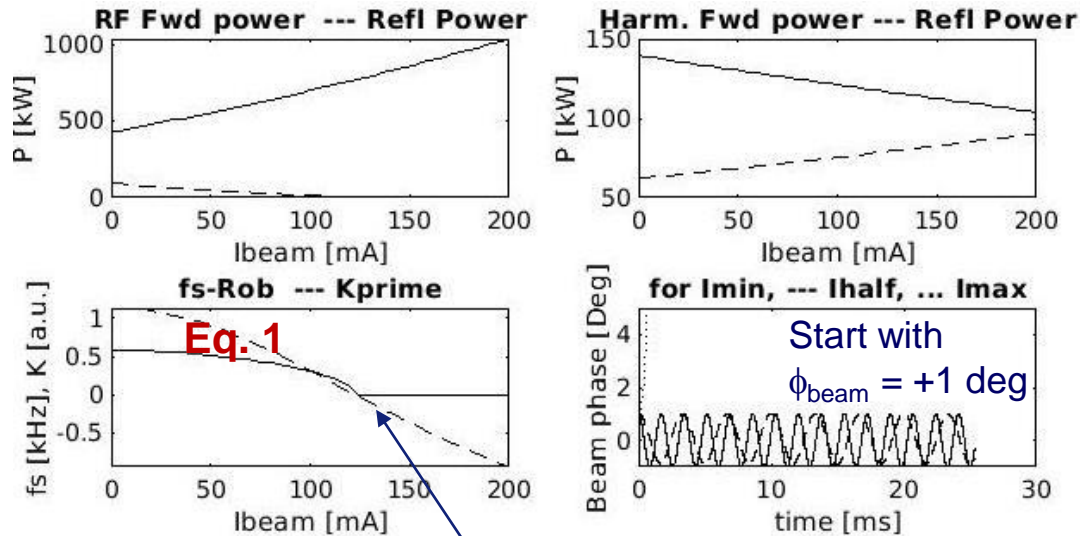 RF Fwd power --- Refl Power
1000
500
0
P [kW]
0 50 100 150 200
Ibeam [mA]
Harm. Fwd power --- Refl Power
150
100
50
P [kW]
0 50 100 150 200
Ibeam [mA]
fs-Rob --- Kprime
1
0.5
0
-0.5
fs [kHz], K [a.u.]
Eq. 1
0 50 100 150 200
Ibeam [mA]
for Imin, --- Ihalf, ... Imax
4
2
0
Beam phase [Deg]
Start with
ϕbeam = +1 deg
0 10 20 30
time [ms]